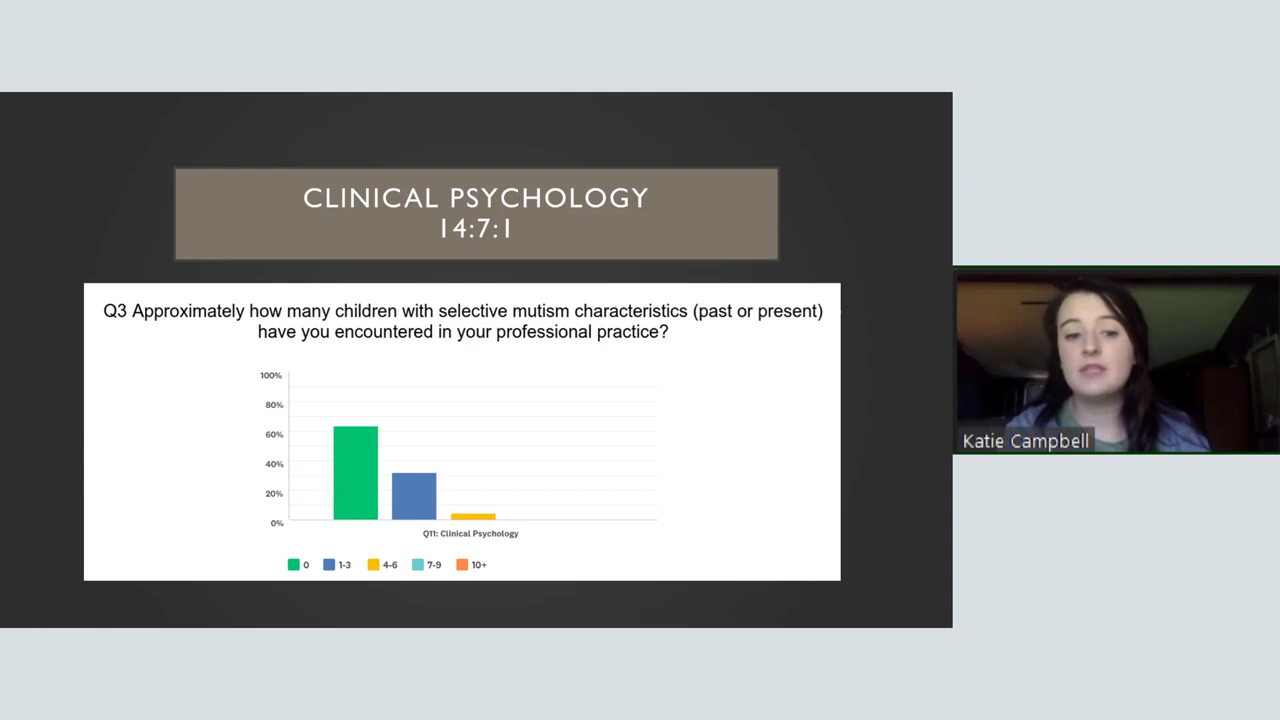 CLINICAL PSYCHOLOGY
14:7:1
Q3 Approximately how many children with selective mutism characteristics (past or present)
have you encountered in your professional practice?
100%
80%
60%
40%
20%
0%
Q11: Clinical Psychology
0 1-3 4-6 7-9 10+
Katie Campbell